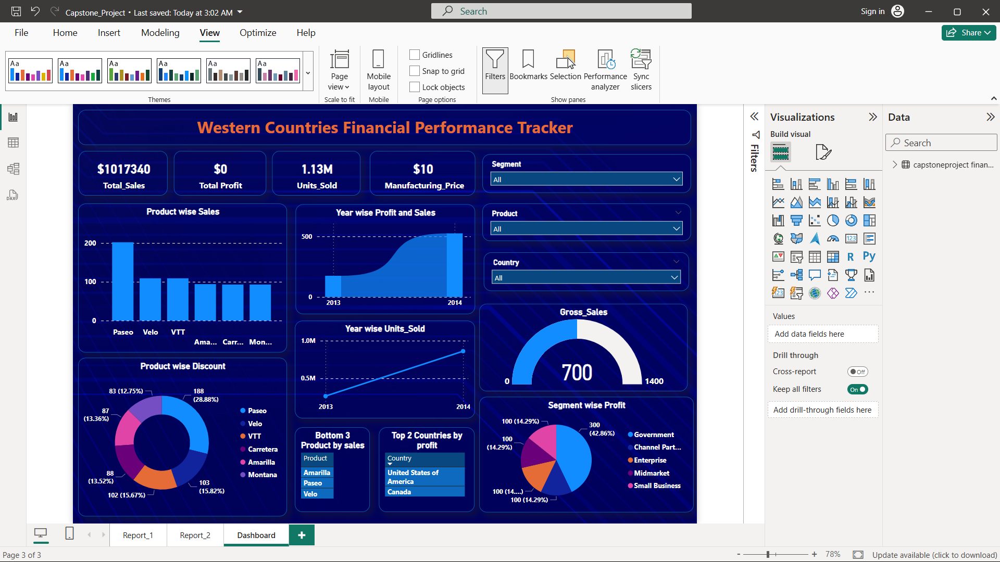 Capstone_Project • Last saved: Today at 3:02 AM
Search
Sign in
File Home Insert Modeling View Optimize Help
Share
Aa Aa Aa Aa Aa Aa
Themes
Page view
Scale to fit
Mobile layout
Mobile
Gridlines
Snap to grid
Lock objects
Page options
Filters
Bookmarks
Selection
Performance analyzer
Sync slicers
Show panes
DAX
Western Countries Financial Performance Tracker
$1017340
Total_Sales
$0
Total Profit
1.13M
Units_Sold
$10
Manufacturing_Price
Segment
All
Product
All
Country
All
Product wise Sales
200
100
0
Paseo Velo VTT
Ama... Carr... Mon...
Year wise Profit and Sales
500
0
2013 2014
Year wise Units_Sold
1.0M
0.5M
2013 2014
Gross_Sales
700
0 1400
Product wise Discount
83 (12.75%)
188
(28.88%)
87
(13.36%)
88
(13.52%)
102 (15.67%)
103
(15.82%)
Paseo
Velo
VTT
Carretera
Amarilla
Montana
Bottom 3
Product by sales
Product
Amarilla
Paseo
Velo
Top 2 Countries by
profit
Country
United States of
America
Canada
Segment wise Profit
100 (14.29%)
300
(42.86%)
100
(14.29%)
100 (14....)
100 (14.29%)
Government
Channel Part...
Enterprise
Midmarket
Small Business
Filters
Visualizations
Build visual
123
R
Py
123
...
Values
Add data fields here
Drill through
Cross-report
Off
Keep all filters
On
Add drill-through fields here
Data
Search
capstoneproject finan...
Report_1 Report_2 Dashboard +
Page 3 of 3
- + 78%
Update available (click to download)